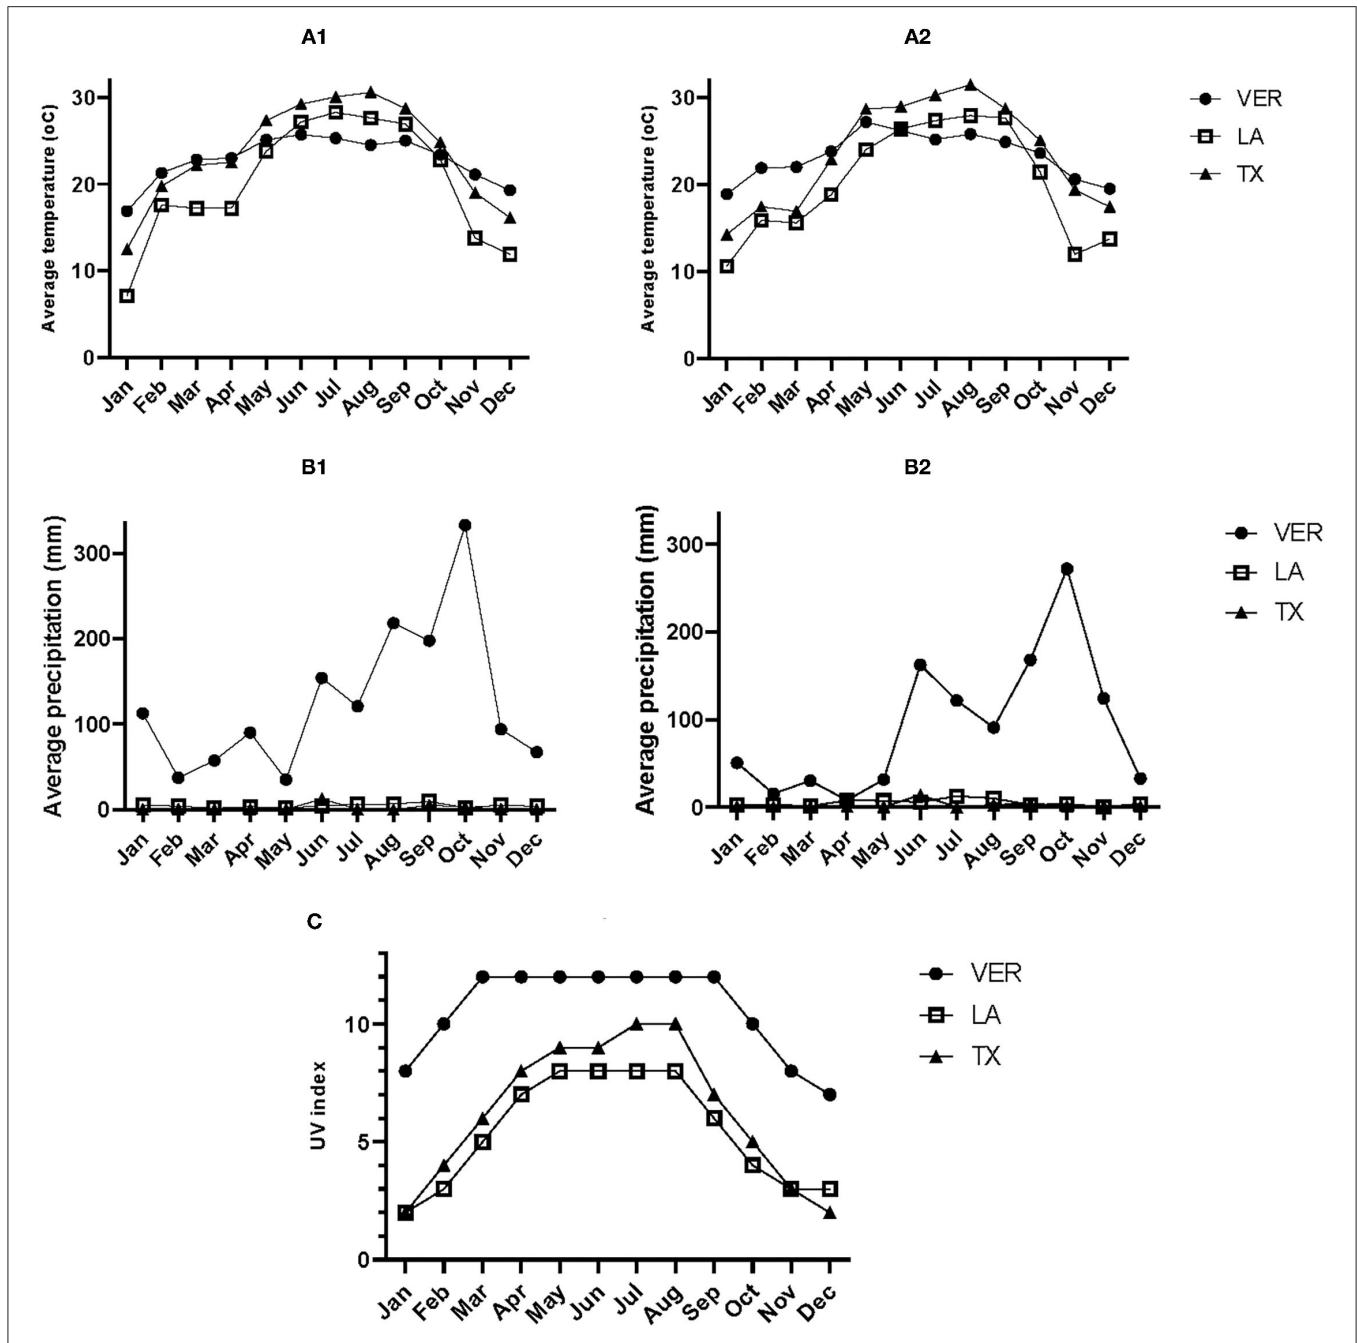 A1
A2
Average temperature (oC)
30
20
10
0
Jan Feb Mar Apr May Jun Jul Aug Sep Oct Nov Dec
Average temperature (oC)
30
20
10
0
Jan Feb Mar Apr May Jun Jul Aug Sep Oct Nov Dec
VER
LA
TX
B1
B2
Average precipitation (mm)
300
200
100
0
Jan Feb Mar Apr May Jun Jul Aug Sep Oct Nov Dec
Average precipitation (mm)
300
200
100
0
Jan Feb Mar Apr May Jun Jul Aug Sep Oct Nov Dec
VER
LA
TX
C
UV index
10
5
0
Jan Feb Mar Apr May Jun Jul Aug Sep Oct Nov Dec
VER
LA
TX